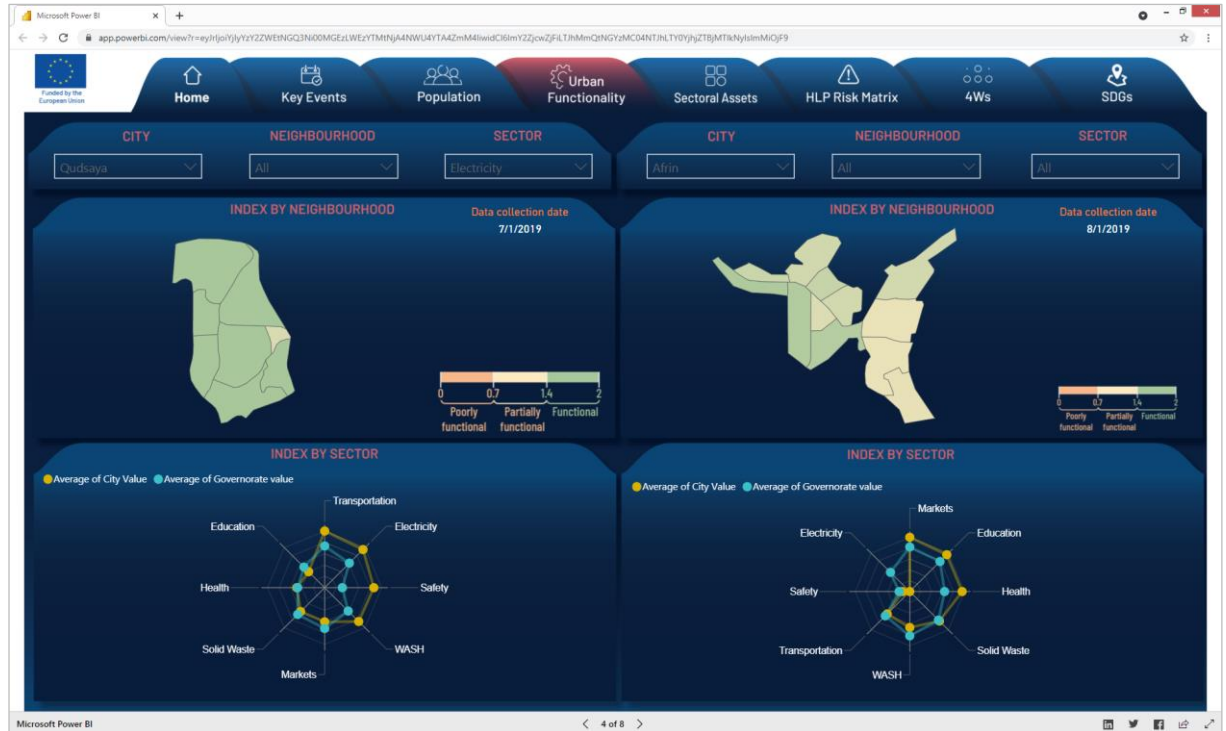 Microsoft Power BI
Funded by the
European Union
Home
Key Events
Population
Urban
Functionality
Sectoral Assets
HLP Risk Matrix
4Ws
SDGs
CITY
NEIGHBOURHOOD
SECTOR
Qudsaya
All
Electricity
CITY
NEIGHBOURHOOD
SECTOR
Afrin
All
All
INDEX BY NEIGHBOURHOOD
Data collection date
7/1/2019
0 0.7 1.4 2
Poorly
functional
Partially
functional
Functional
INDEX BY NEIGHBOURHOOD
Data collection date
8/1/2019
0 0.7 1.4 2
Poorly
functional
Partially
functional
Functional
INDEX BY SECTOR
Average of City Value Average of Governorate value
Transportation
Education
Electricity
Health
Safety
Solid Waste
WASH
Markets
INDEX BY SECTOR
Average of City Value Average of Governorate value
Markets
Electricity
Education
Safety
Health
Transportation
Solid Waste
WASH
Microsoft Power BI
4 of 8